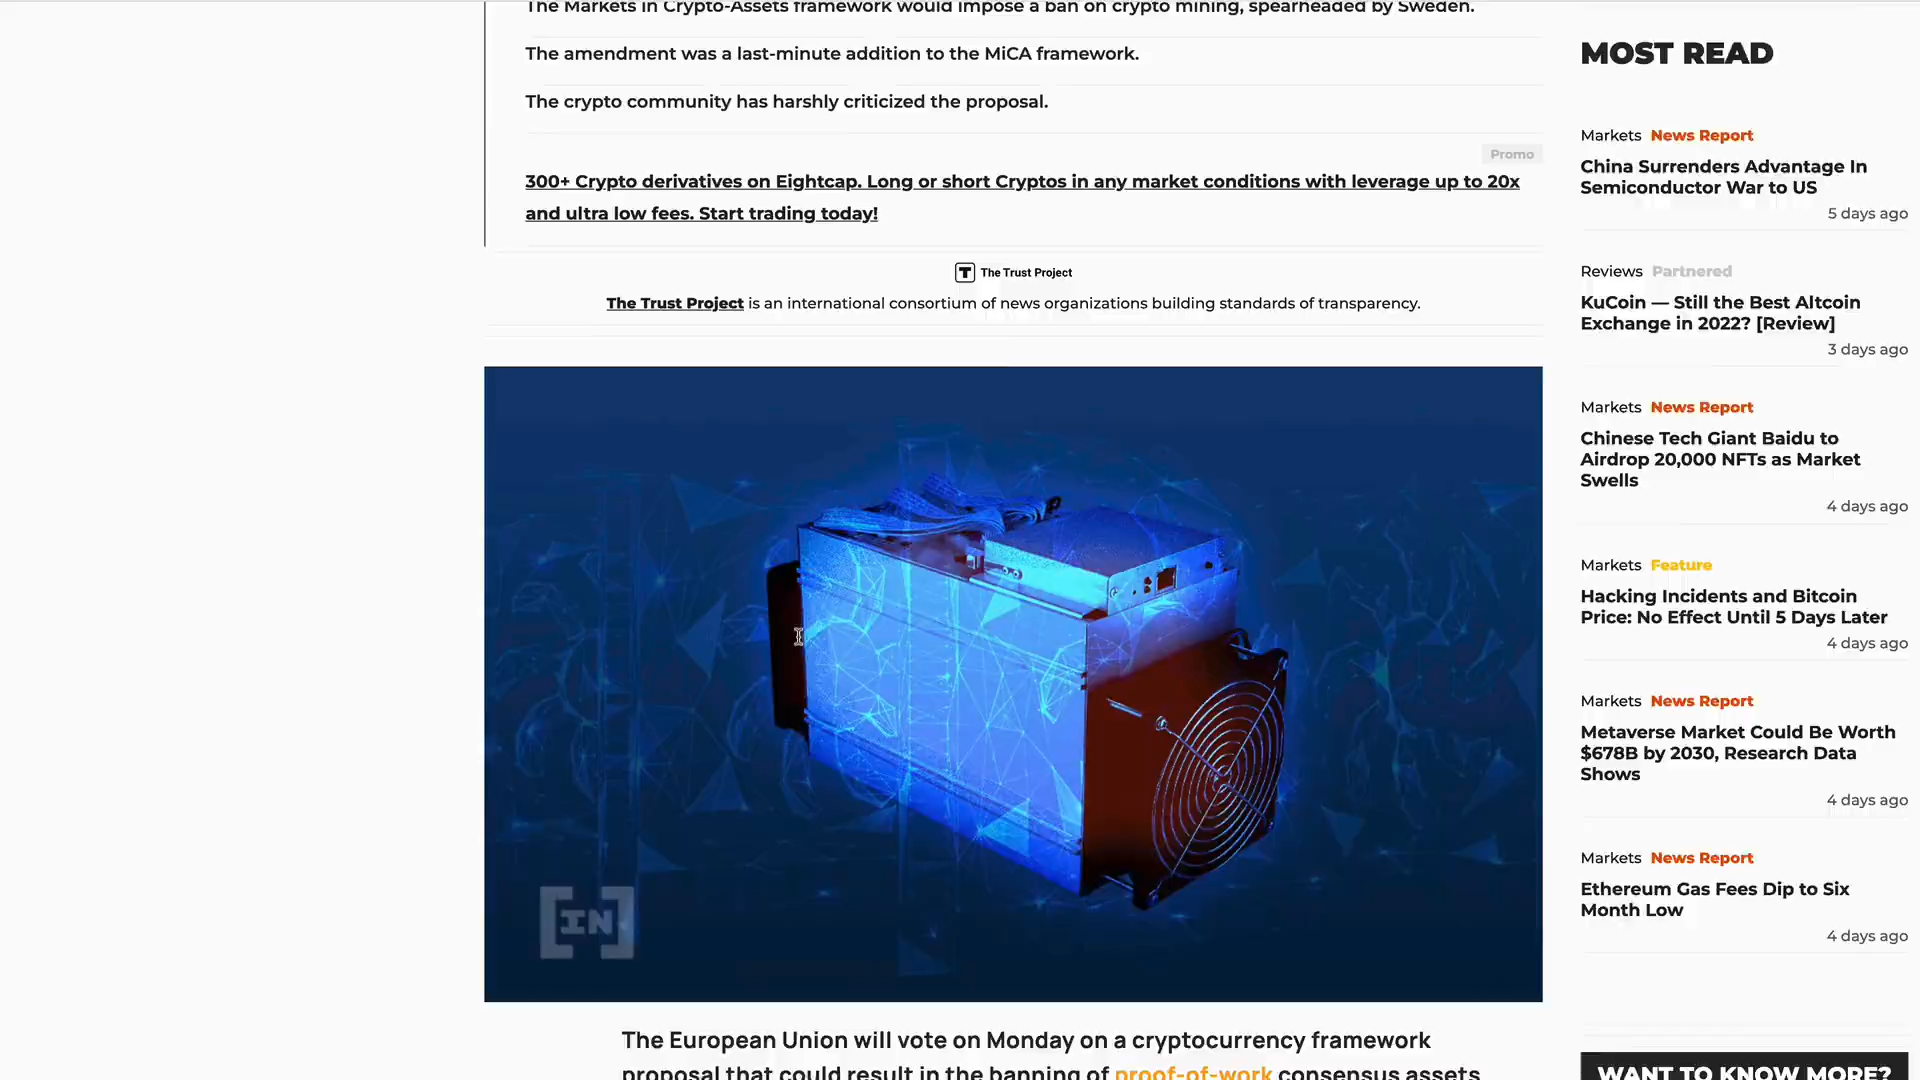 The Markets in Crypto-Assets framework would impose a ban on crypto mining, spearheaded by Sweden.
The amendment was a last-minute addition to the MiCA framework.
The crypto community has harshly criticized the proposal.
Promo
300+ Crypto derivatives on Eightcap. Long or short Cryptos in any market conditions with leverage up to 20x
and ultra low fees. Start trading today!
The Trust Project
The Trust Project is an international consortium of news organizations building standards of transparency.
[IN]
The European Union will vote on Monday on a cryptocurrency framework
proposal that could result in the banning of proof-of-work consensus assets
MOST READ
Markets News Report
China Surrenders Advantage In
Semiconductor War to US
5 days ago
Reviews Partnered
KuCoin — Still the Best Altcoin
Exchange in 2022? [Review]
3 days ago
Markets News Report
Chinese Tech Giant Baidu to
Airdrop 20,000 NFTs as Market
Swells
4 days ago
Markets Feature
Hacking Incidents and Bitcoin
Price: No Effect Until 5 Days Later
4 days ago
Markets News Report
Metaverse Market Could Be Worth
$678B by 2030, Research Data
Shows
4 days ago
Markets News Report
Ethereum Gas Fees Dip to Six
Month Low
4 days ago
WANT TO KNOW MORE?